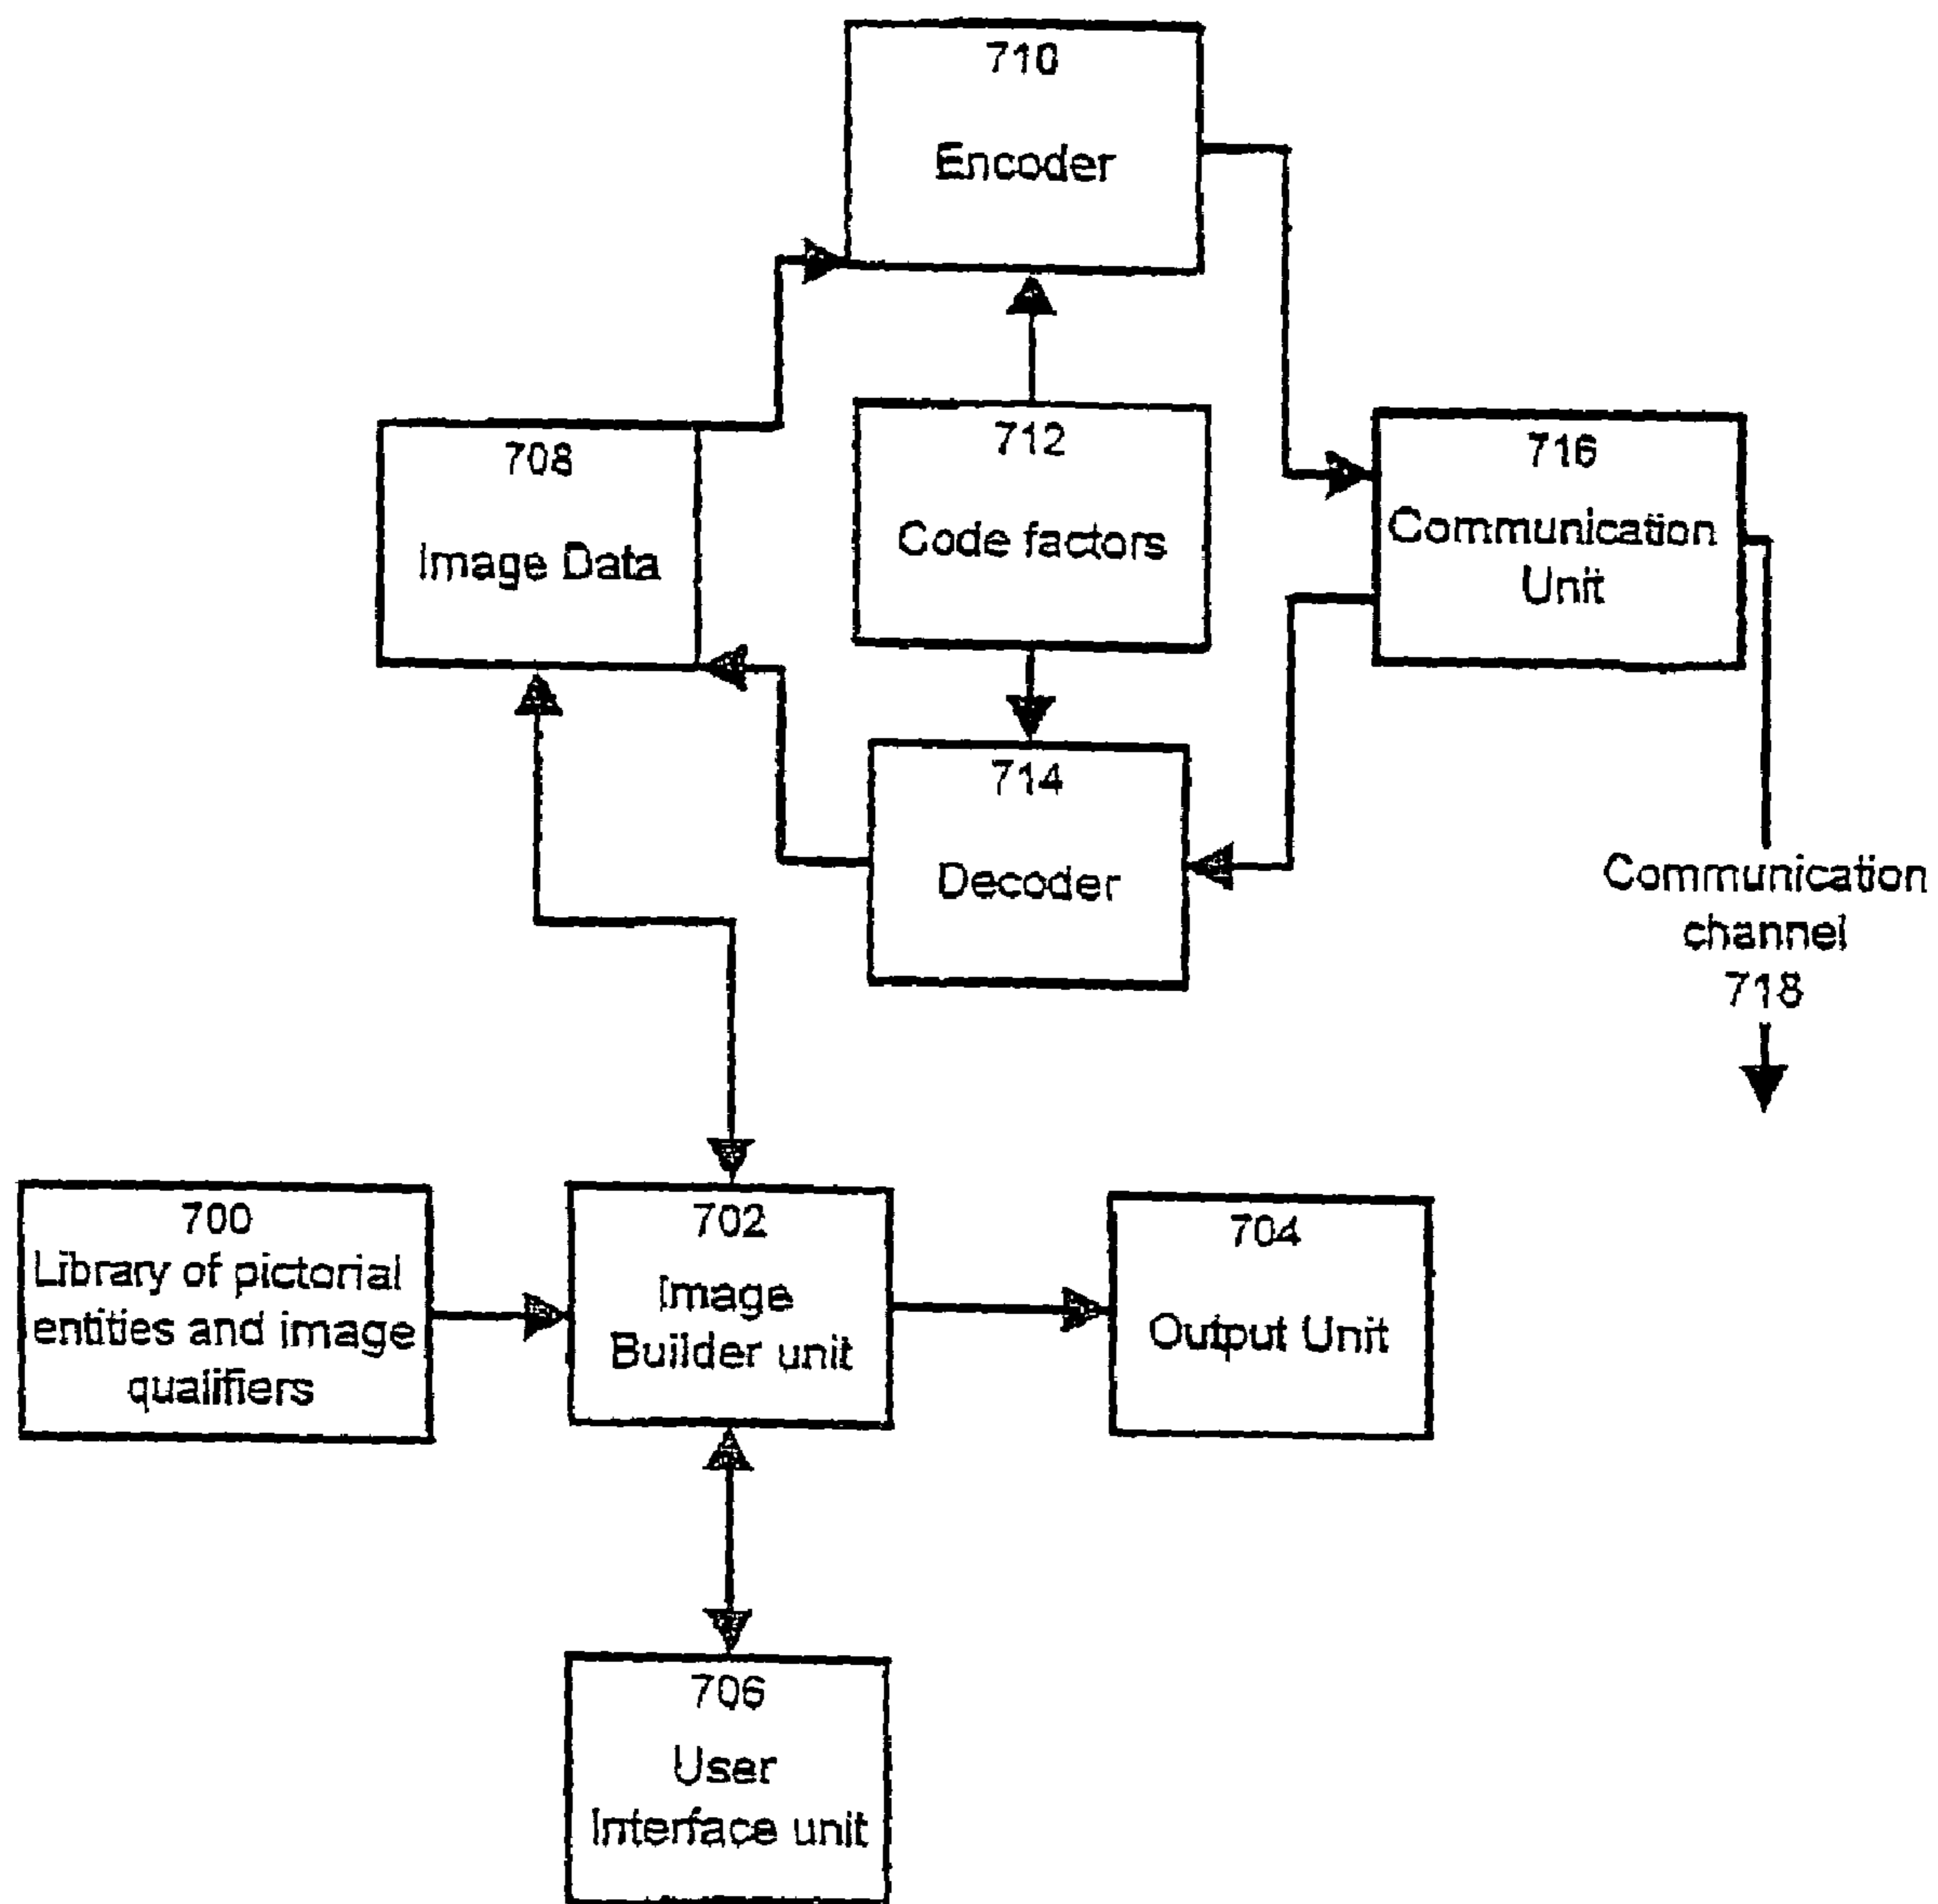 710
Encoder
708
Image Data
712
Code factors
716
Communication
Unit
714
Decoder
Communication
channel
718
700
Library of pictorial
entities and image
qualifiers
702
Image
Builder unit
704
Output Unit
706
User
Interface unit